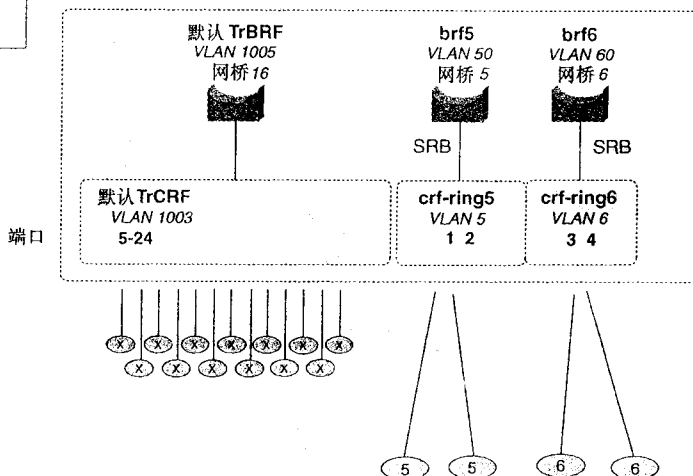 默认 TrBRF
VLAN 1005
网桥 16
brf5
VLAN 50
网桥 5
brf6
VLAN 60
网桥 6
SRB
SRB
端口
默认 TrCRF
VLAN 1003
5-24
crf-ring5
VLAN 5
1 2
crf-ring6
VLAN 6
3 4
X X X X X X X
X X X X X X
5 5 6 6